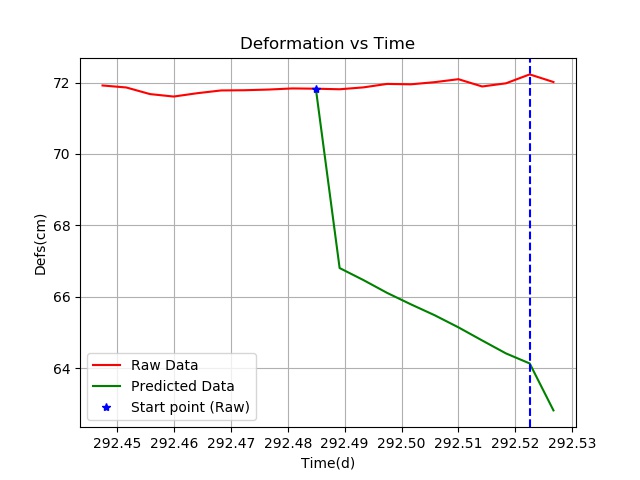 Deformation vs Time
Defs(cm)
72
70
68
66
64
Raw Data
Predicted Data
Start point (Raw)
292.45 292.46 292.47 292.48 292.49 292.50 292.51 292.52 292.53
Time(d)